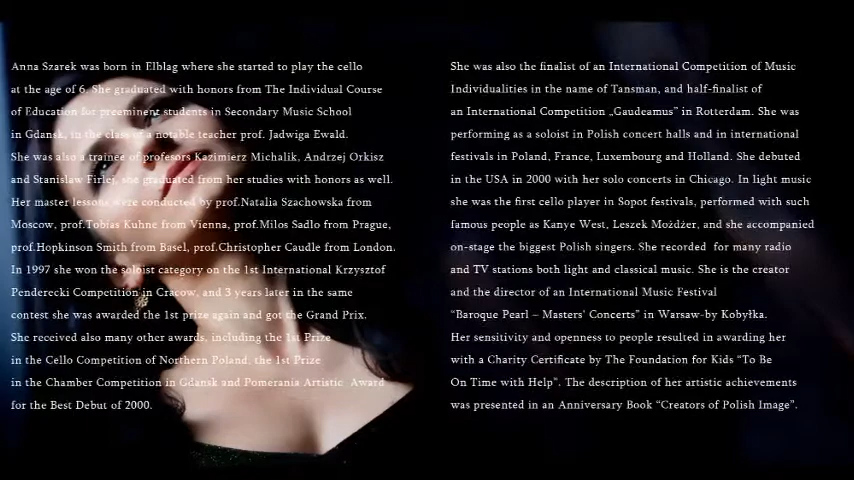 Anna Szarek was born in Elblag where she started to play the cello
at the age of 6. She graduated with honors from The Individual Course
of Education for preeminent students in Secondary Music School
in Gdansk, in the class of a notable teacher prof. Jadwiga Ewald.
She was also a trainee of profesors Kazimierz Michalik, Andrzej Orkisz
and Stanislaw Firlej, she graduated from her studies with honors as well.
Her master lessons were conducted by prof.Natalia Szachowska from
Moscow, prof.Tobias Kuhne from Vienna, prof.Milos Sadlo from Prague,
prof.Hopkinson Smith from Basel, prof.Christopher Caudle from London.
In 1997 she won the soloist category on the 1st International Krzysztof
Penderecki Competition in Cracow, and 3 years later in the same
contest she was awarded the 1st prize again and got the Grand Prix.
She received also many other awards, including the 1st Prize
in the Cello Competition of Northern Poland, the 1st Prize
in the Chamber Competition in Gdansk and Pomerania Artistic Award
for the Best Debut of 2000.
She was also the finalist of an International Competition of Music
Individualities in the name of Tansman, and half-finalist of
an International Competition „Gaudeamus” in Rotterdam. She was
performing as a soloist in Polish concert halls and in international
festivals in Poland, France, Luxembourg and Holland. She debuted
in the USA in 2000 with her solo concerts in Chicago. In light music
she was the first cello player in Sopot festivals, performed with such
famous people as Kanye West, Leszek Możdżer, and she accompanied
on-stage the biggest Polish singers. She recorded for many radio
and TV stations both light and classical music. She is the creator
and the director of an International Music Festival
“Baroque Pearl – Masters' Concerts” in Warsaw-by Kobyłka.
Her sensitivity and openness to people resulted in awarding her
with a Charity Certificate by The Foundation for Kids “To Be
On Time with Help”. The description of her artistic achievements
was presented in an Anniversary Book “Creators of Polish Image”.